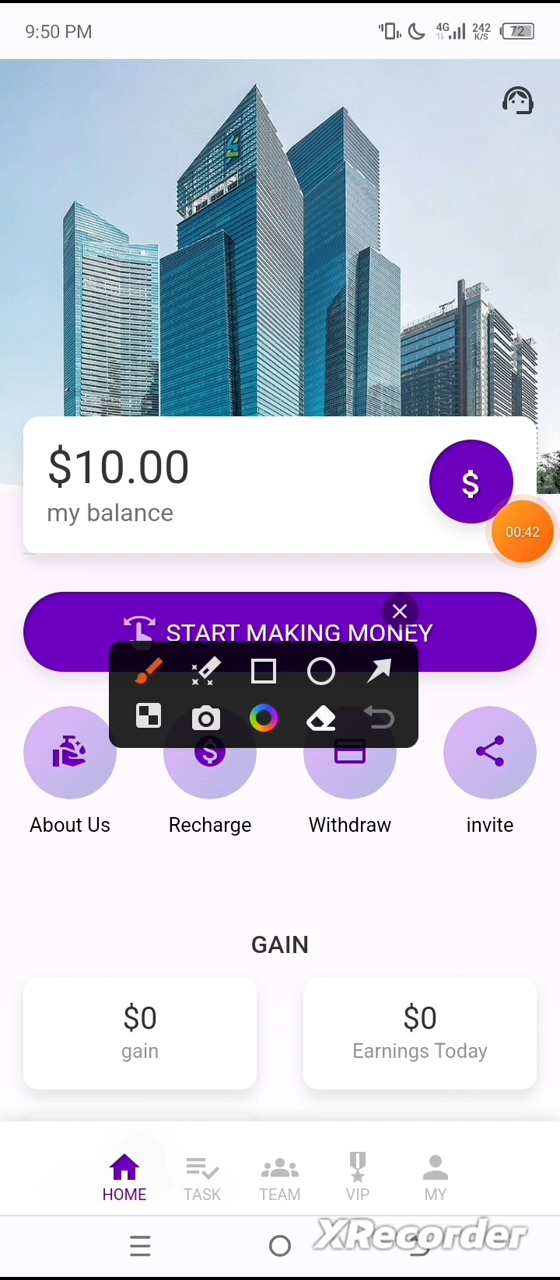 9:50 PM
4G 242 K/S 72
$10.00
my balance
$
00:42
START MAKING MONEY
$
About Us Recharge Withdraw invite
GAIN
$0 $0
gain Earnings Today
HOME TASK TEAM VIP MY
XRecorder